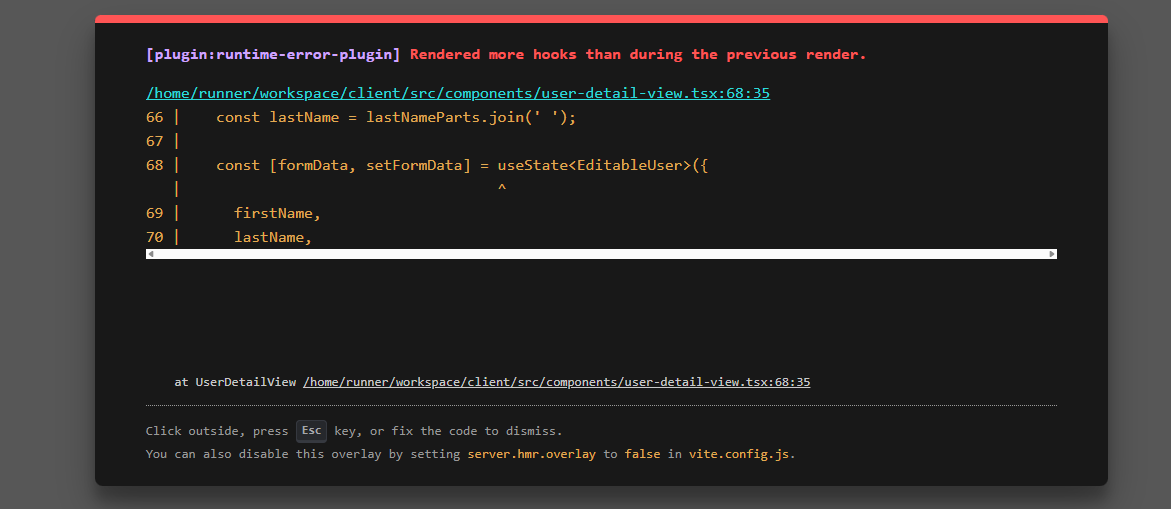 [plugin:runtime-error-plugin] Rendered more hooks than during the previous render.
/home/runner/workspace/client/src/components/user-detail-view.tsx:68:35
66 |    const lastName = lastNameParts.join(' ');
67 |
68 |    const [formData, setFormData] = useState<EditableUser>({
   |                                    ^
69 |      firstName,
70 |      lastName,
at UserDetailView /home/runner/workspace/client/src/components/user-detail-view.tsx:68:35
Click outside, press Esc key, or fix the code to dismiss.
You can also disable this overlay by setting server.hmr.overlay to false in vite.config.js.